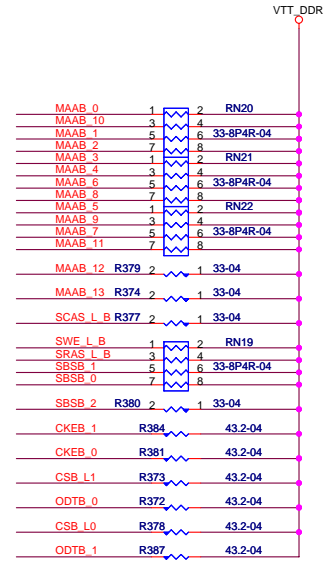 VTT_DDR
MAAB_0 1 2 RN20
MAAB_10 3 4
MAAB_1 5 6 33-8P4R-04
MAAB_2 7 8
MAAB_3 1 2 RN21
MAAB_4 3 4
MAAB_6 5 6 33-8P4R-04
MAAB_8 7 8
MAAB_5 1 2 RN22
MAAB_9 3 4
MAAB_7 5 6 33-8P4R-04
MAAB_11 7 8
MAAB_12 R379 2 1 33-04
MAAB_13 R374 2 1 33-04
SCAS_L_B R377 2 1 33-04
SWE_L_B 1 2 RN19
SRAS_L_B 3 4
SBSB_1 5 6 33-8P4R-04
SBSB_0 7 8
SBSB_2 R380 2 1 33-04
CKEB_1 R384 43.2-04
CKEB_0 R381 43.2-04
CSB_L1 R373 43.2-04
ODTB_0 R372 43.2-04
CSB_L0 R378 43.2-04
ODTB_1 R387 43.2-04